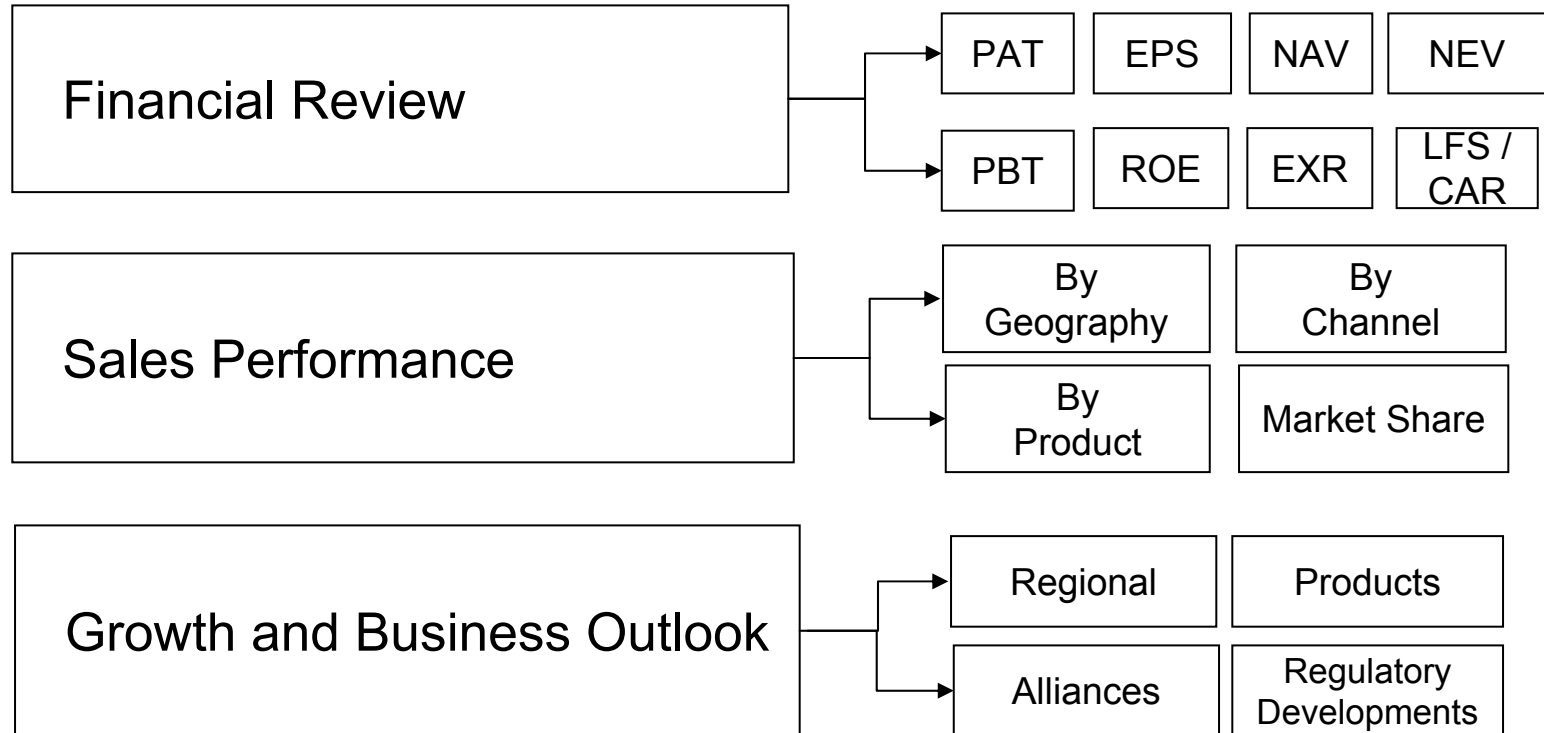 Financial Review
PAT
EPS
NAV
NEV
PBT
ROE
EXR
LFS /
CAR
Sales Performance
By
Geography
By
Channel
By
Product
Market Share
Growth and Business Outlook
Regional
Products
Alliances
Regulatory
Developments